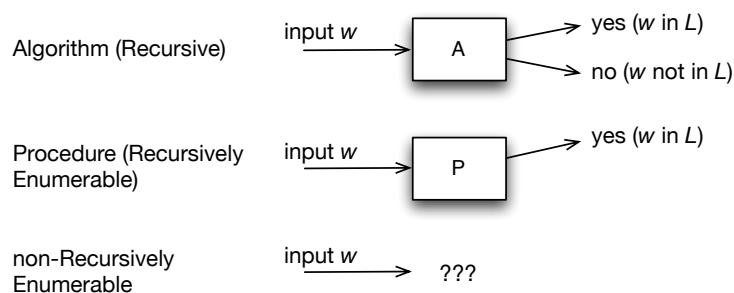 Algorithm (Recursive)
input w
A
yes (w in L)
no (w not in L)
Procedure (Recursively
Enumerable)
input w
P
yes (w in L)
non-Recursively
Enumerable
input w
???